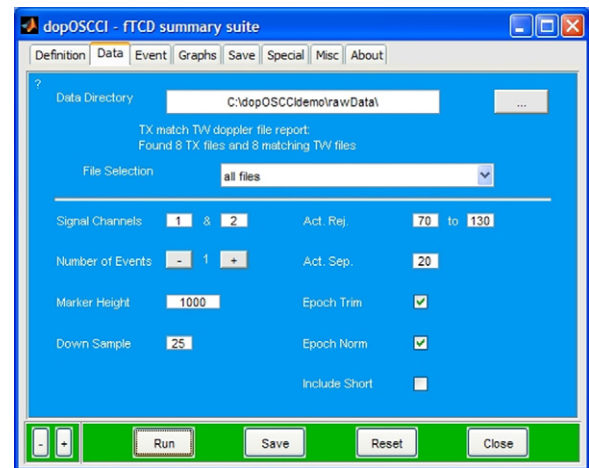 dopOSCCI - fTCD summary suite
Definition Data Event Graphs Save Special Misc About
?
Data Directory C:\dopOSCCIdemo\rawData\ ...
TX match TW doppler file report:
Found 8 TX files and 8 matching TW files
File Selection all files
Signal Channels 1 & 2 Act. Rej. 70 to 130
Number of Events - 1 + Act. Sep. 20
Marker Height 1000 Epoch Trim
Down Sample 25 Epoch Norm
Include Short
- + Run Save Reset Close